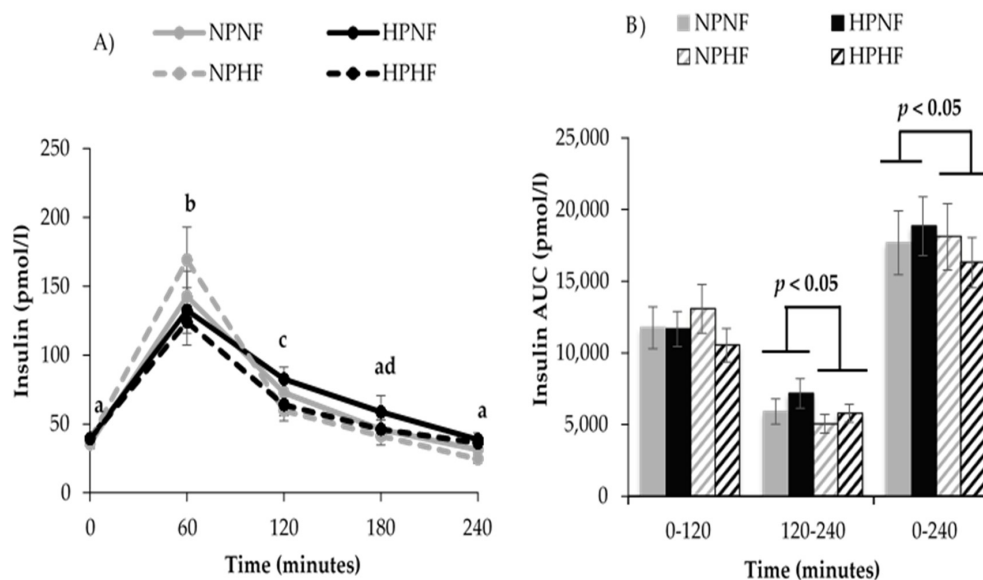 A)
NPNF HPNF
NPHF HPHF
Insulin (pmol/l)
250
200
150
100
50
0
a
b
c
ad
a
0 60 120 180 240
Time (minutes)
B)
NPNF HPNF
NPHF HPHF
Insulin AUC (pmol/l)
25,000
20,000
15,000
10,000
5,000
0
p < 0.05
p < 0.05
0-120 120-240 0-240
Time (minutes)